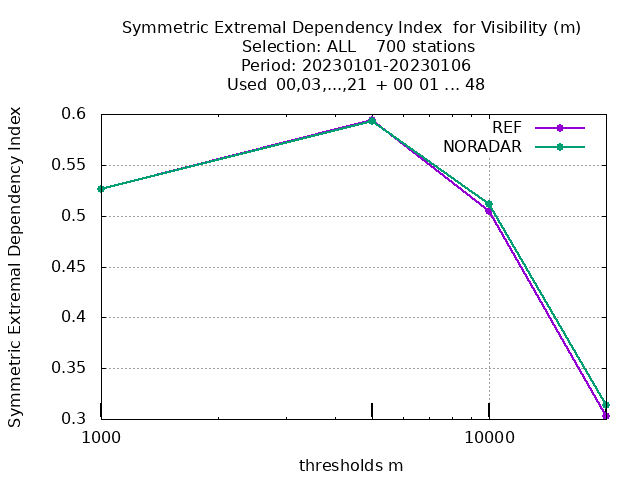 Symmetric Extremal Dependency Index  for Visibility (m)
Selection: ALL    700 stations
Period: 20230101-20230106
Used  00,03,...,21  + 00 01 ... 48
REF
NORADAR
Symmetric Extremal Dependency Index
0.6
0.55
0.5
0.45
0.4
0.35
0.3
1000
10000
thresholds m